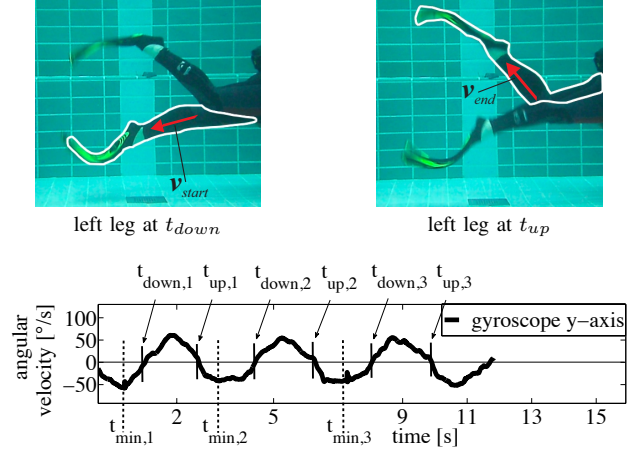 v_end
v_start
left leg at t_down
left leg at t_up
t_down,1 t_up,1 t_down,2 t_up,2 t_down,3 t_up,3
angular velocity [°/s]
100
50
0
−50
gyroscope y−axis
2 5 9 11 13 15
t_min,1 t_min,2 t_min,3 time [s]